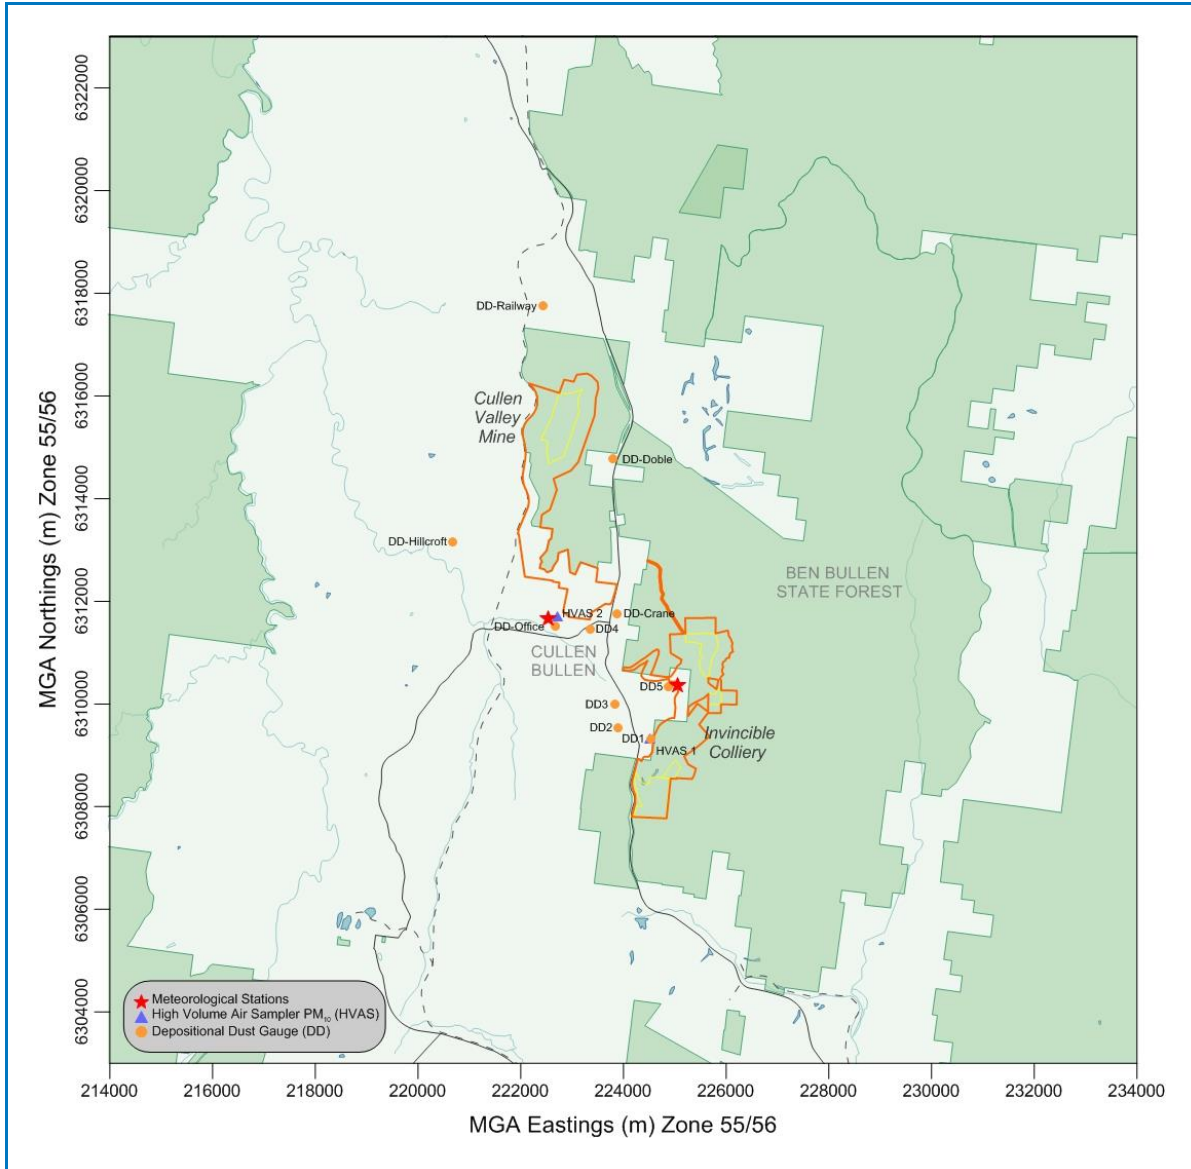 6322000
6320000
6318000
6316000
6314000
6312000
6310000
6308000
6306000
6304000
MGA Northings (m) Zone 55/56
DD-Railway
Cullen
Valley
Mine
DD-Doble
DD-Hillcroft
BEN BULLEN
STATE FOREST
HVAS 2
DD-Crane
DD-Office
DD4
CULLEN
BULLEN
DD5
DD3
DD2
DD1
HVAS 1
Invincible
Colliery
Meteorological Stations
High Volume Air Sampler PM₁₀ (HVAS)
Depositional Dust Gauge (DD)
214000 216000 218000 220000 222000 224000 226000 228000 230000 232000 234000
MGA Eastings (m) Zone 55/56